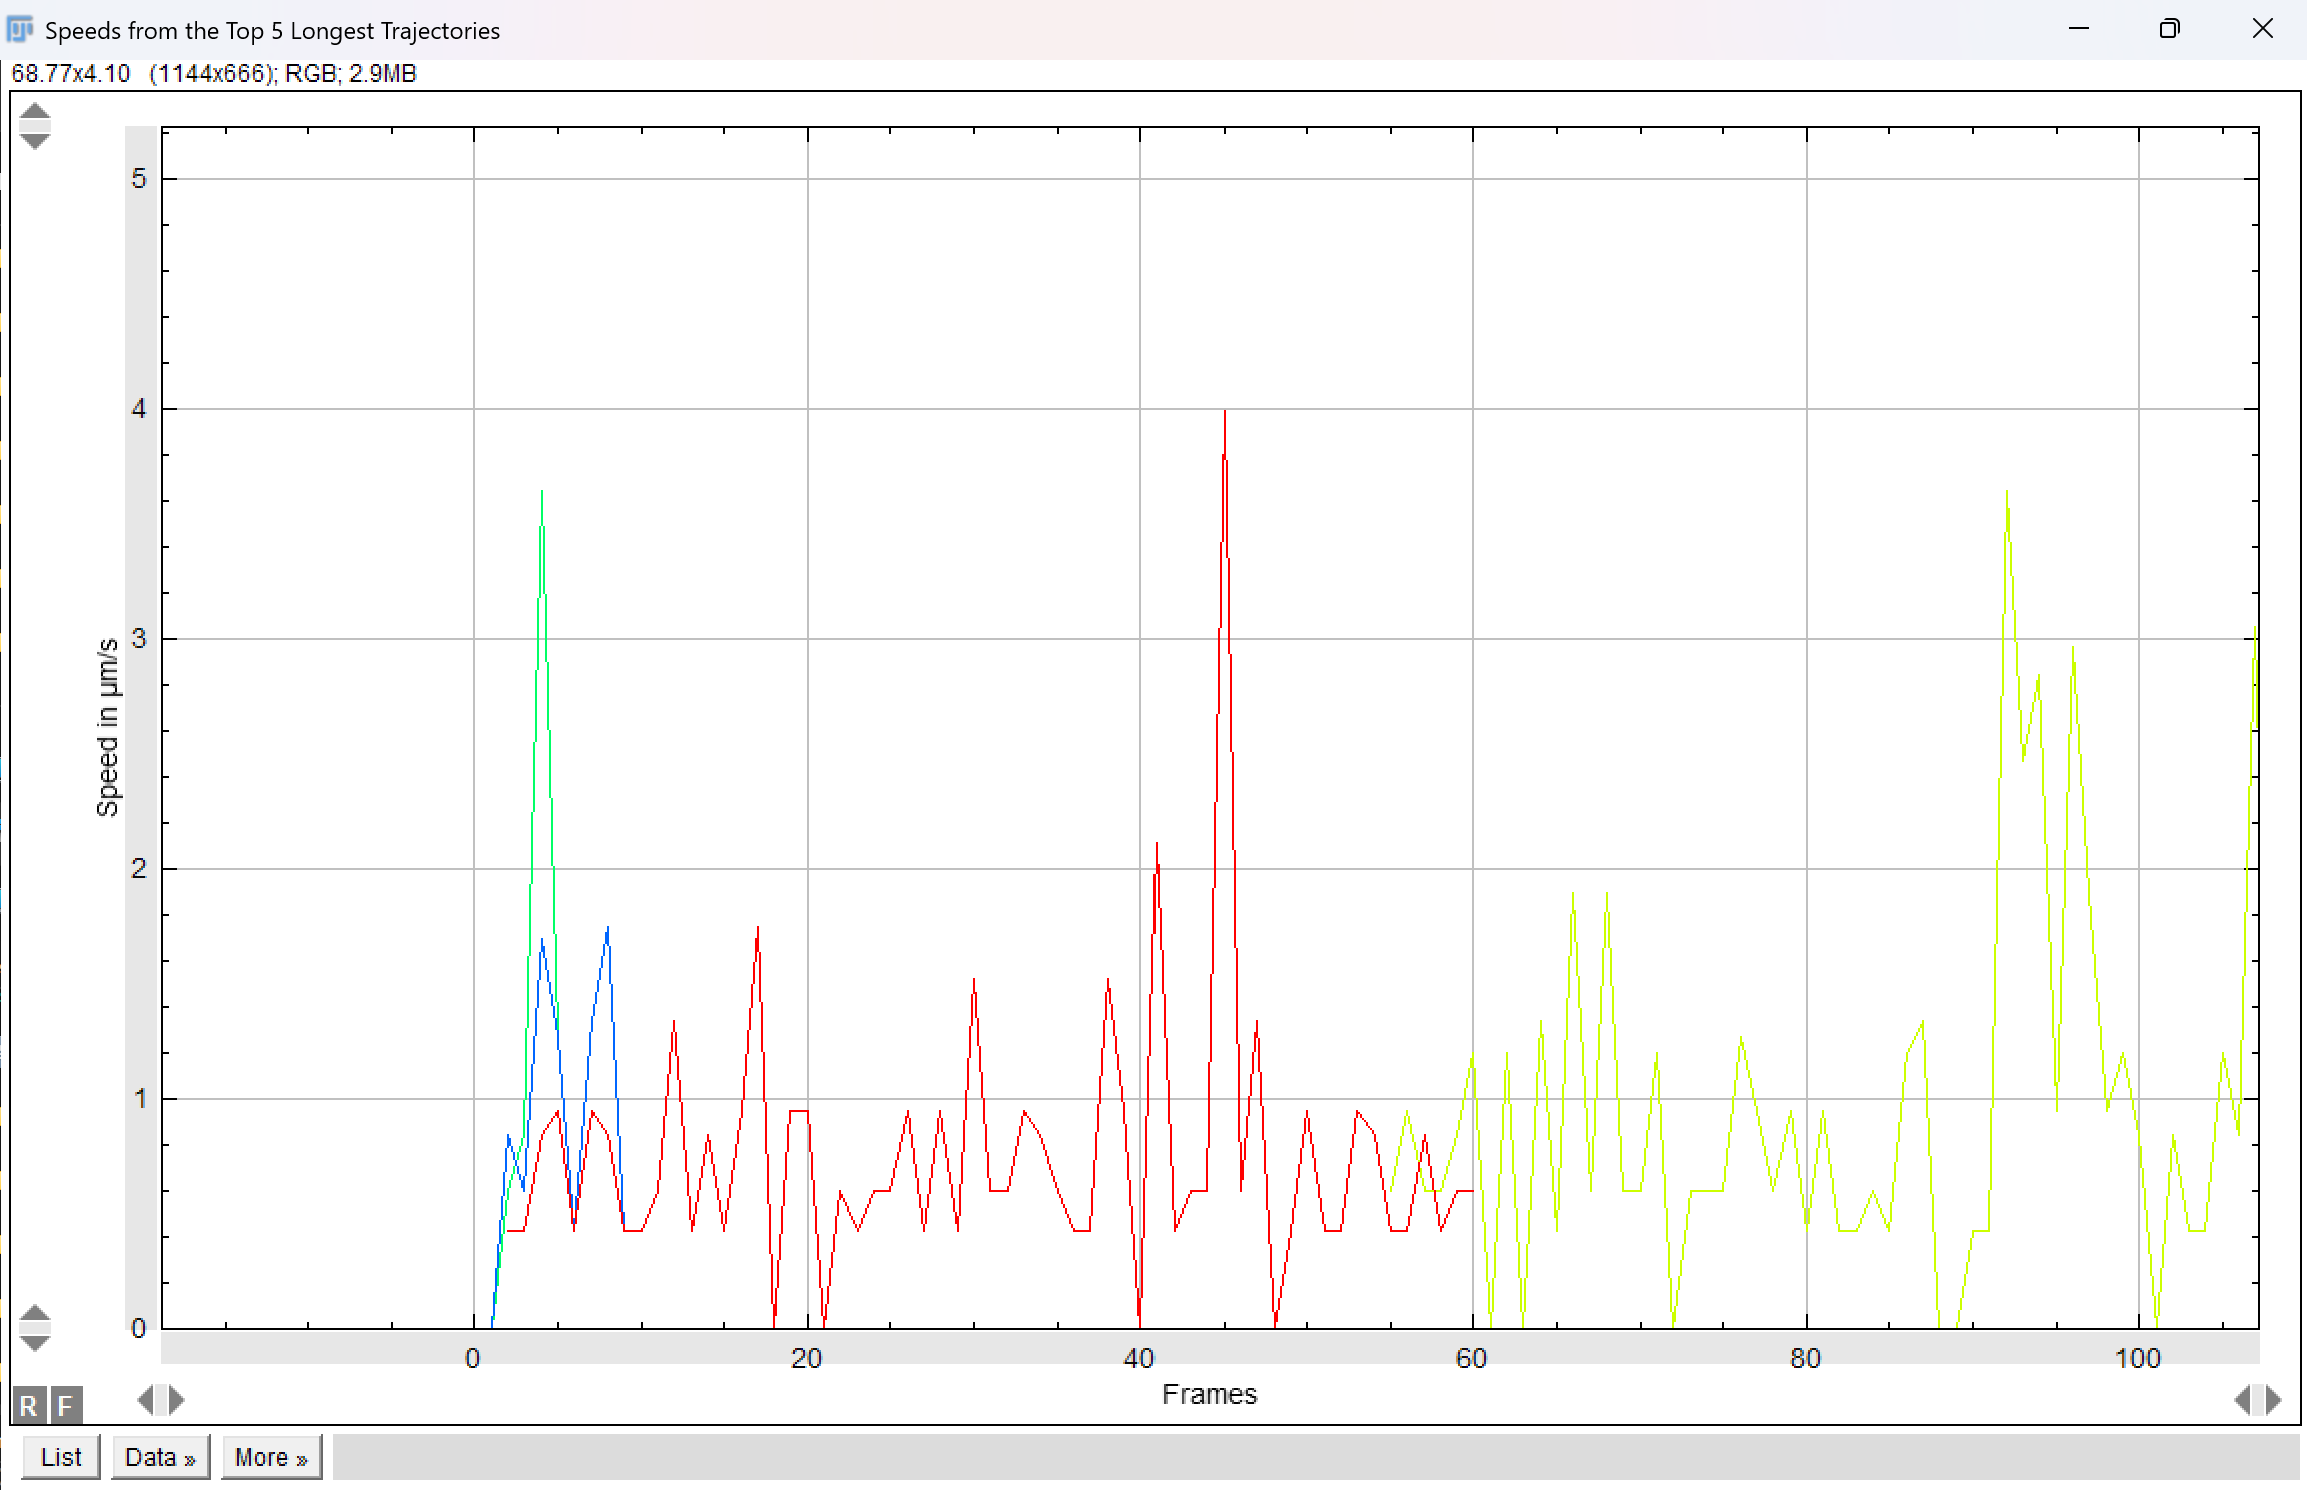 Speeds from the Top 5 Longest Trajectories
68.77x4.10 (1144x666); RGB; 2.9MB
5
4
3
2
1
0
Speed in µm/s
0 20 40 60 80 100
Frames
R F
List Data » More »